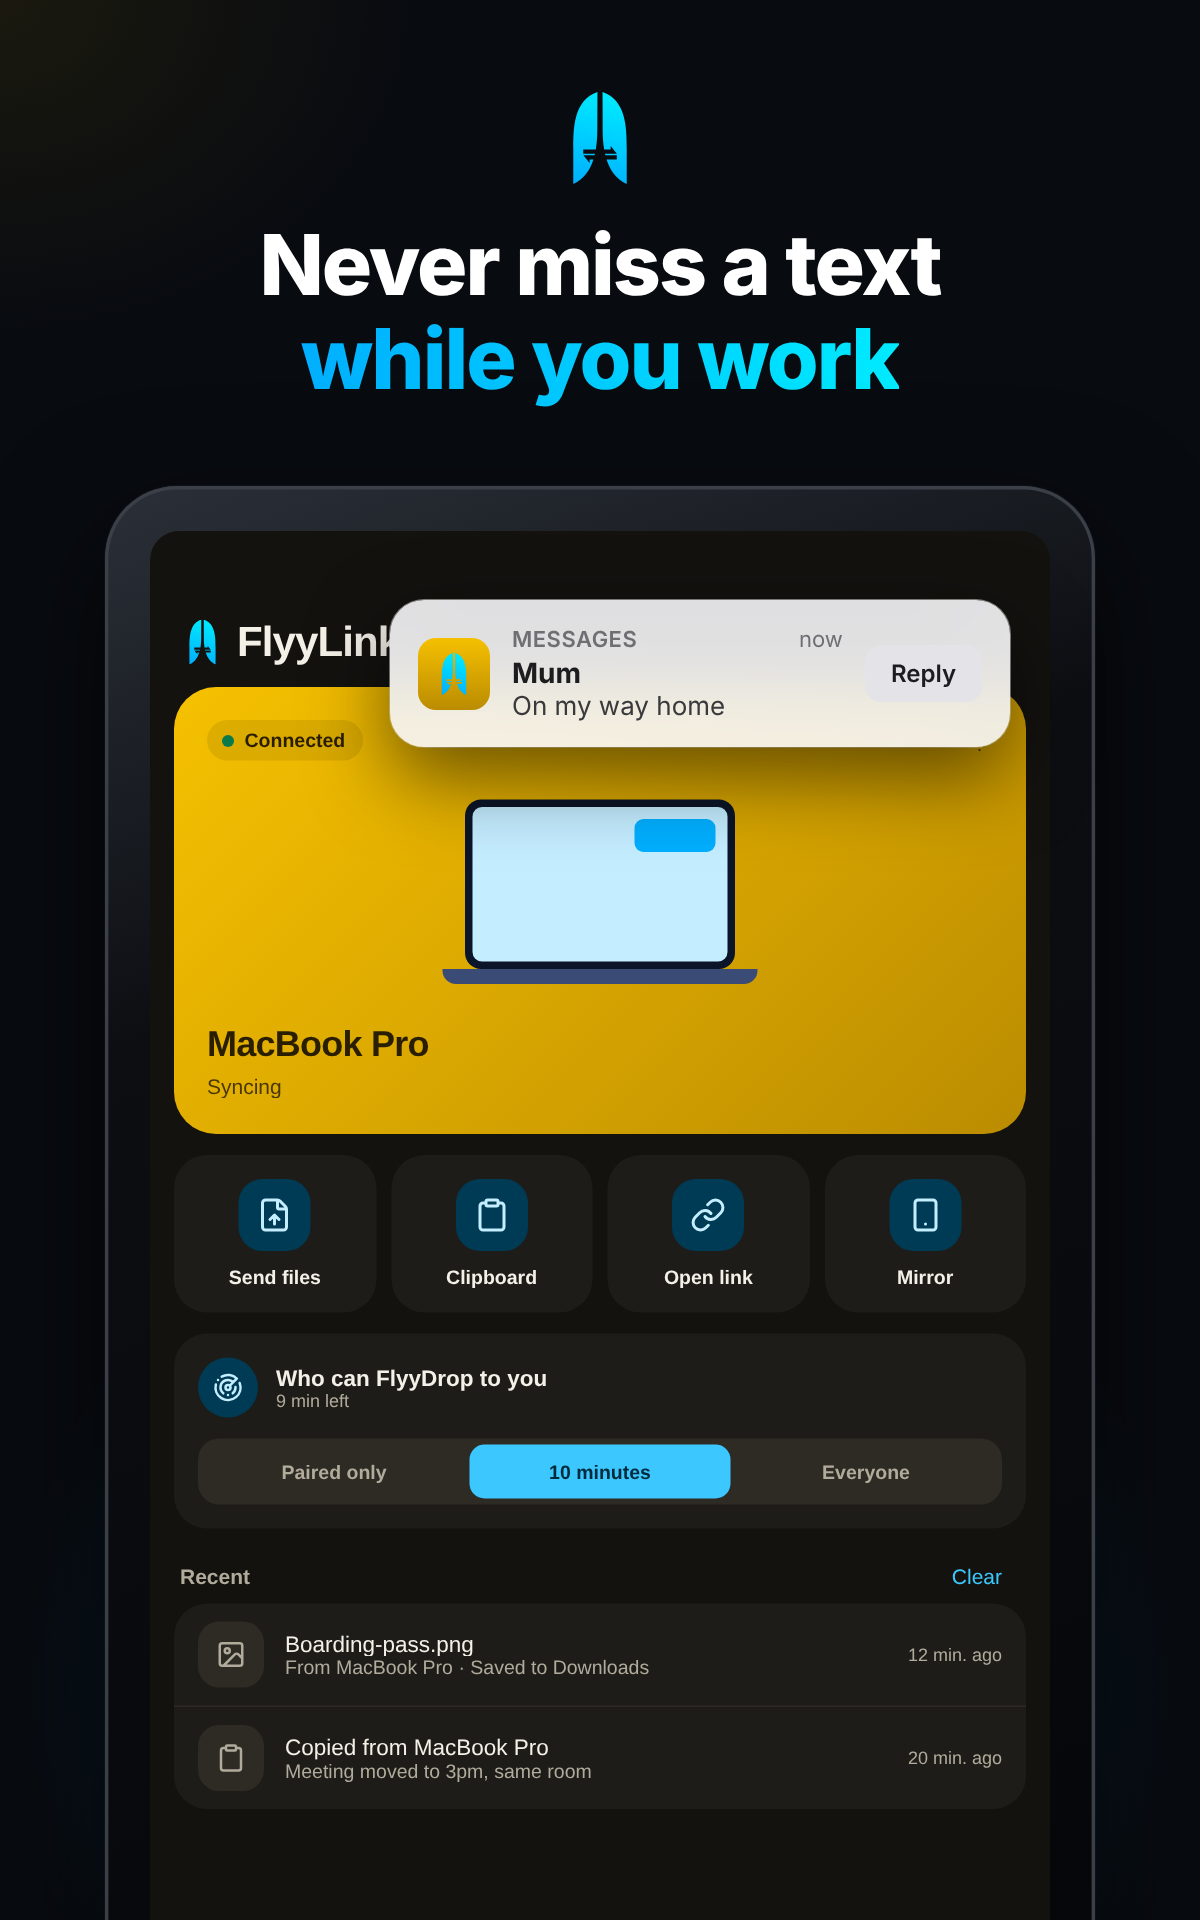 Never miss a text
while you work
FlyyLink
MESSAGES
now
Mum
On my way home
Reply
Connected
MacBook Pro
Syncing
Send files
Clipboard
Open link
Mirror
Who can FlyyDrop to you
9 min left
Paired only
10 minutes
Everyone
Recent
Clear
Boarding-pass.png
From MacBook Pro · Saved to Downloads
12 min. ago
Copied from MacBook Pro
Meeting moved to 3pm, same room
20 min. ago